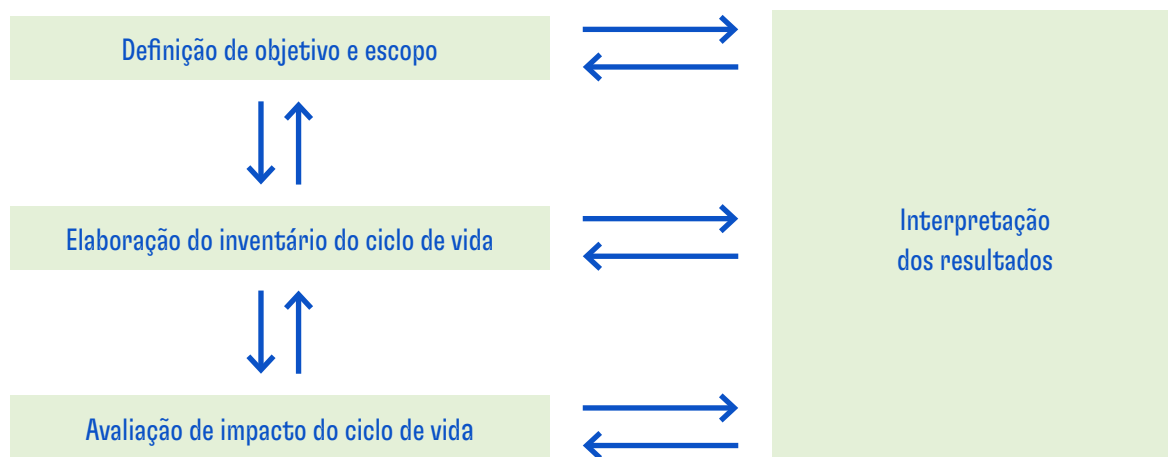 Definição de objetivo e escopo
Elaboração do inventário do ciclo de vida
Avaliação de impacto do ciclo de vida
Interpretação
dos resultados